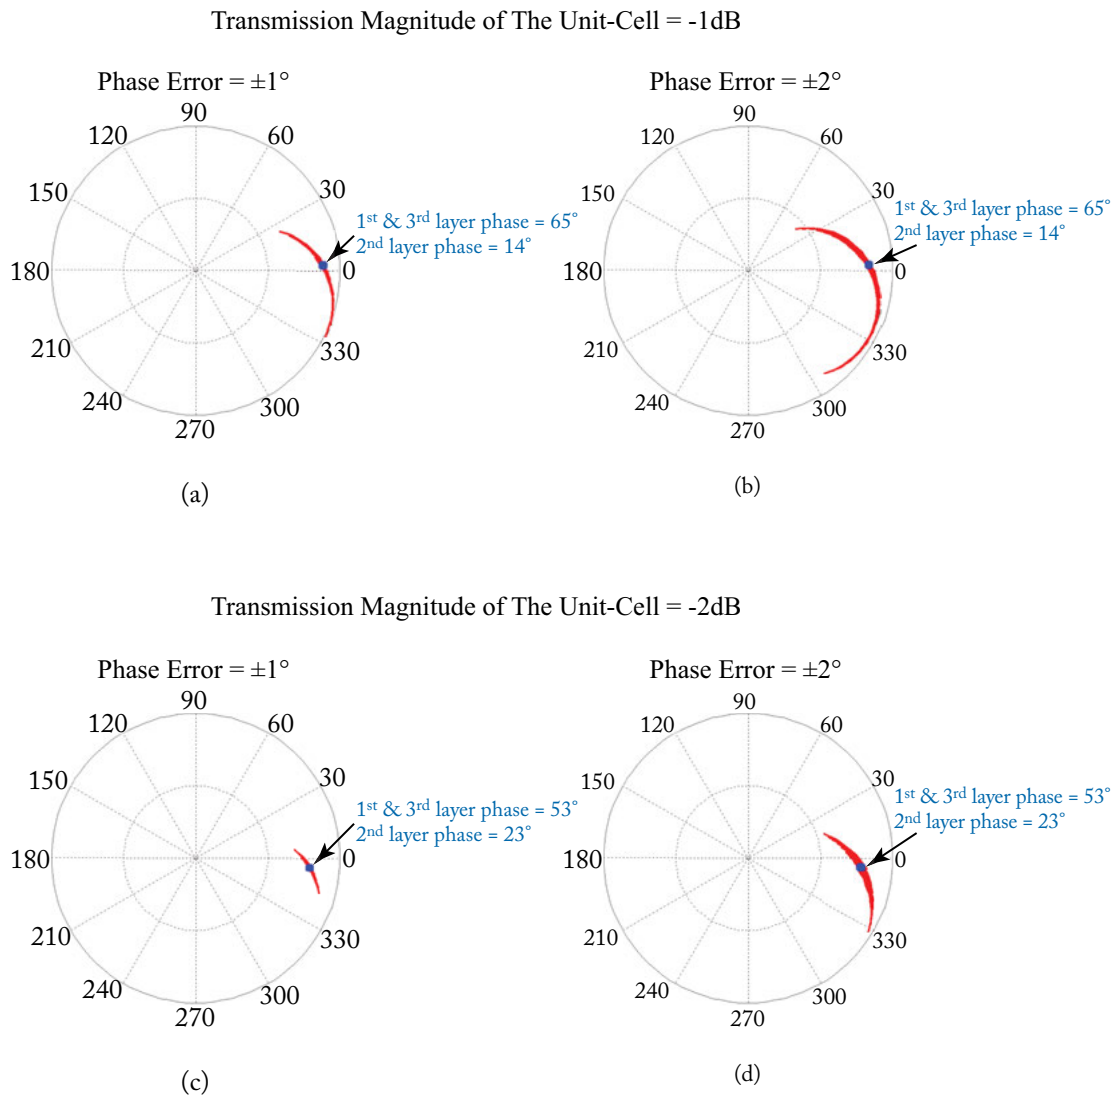 Transmission Magnitude of The Unit-Cell = -1dB
Phase Error = ±1°
90
120
60
150
30
1st & 3rd layer phase = 65°
2nd layer phase = 14°
180
0
210
330
240
300
270
(a)
Phase Error = ±2°
90
120
60
150
30
1st & 3rd layer phase = 65°
2nd layer phase = 14°
180
0
210
330
240
300
270
(b)
Transmission Magnitude of The Unit-Cell = -2dB
Phase Error = ±1°
90
120
60
150
30
1st & 3rd layer phase = 53°
2nd layer phase = 23°
180
0
210
330
240
300
270
(c)
Phase Error = ±2°
90
120
60
150
30
1st & 3rd layer phase = 53°
2nd layer phase = 23°
180
0
210
330
240
300
270
(d)